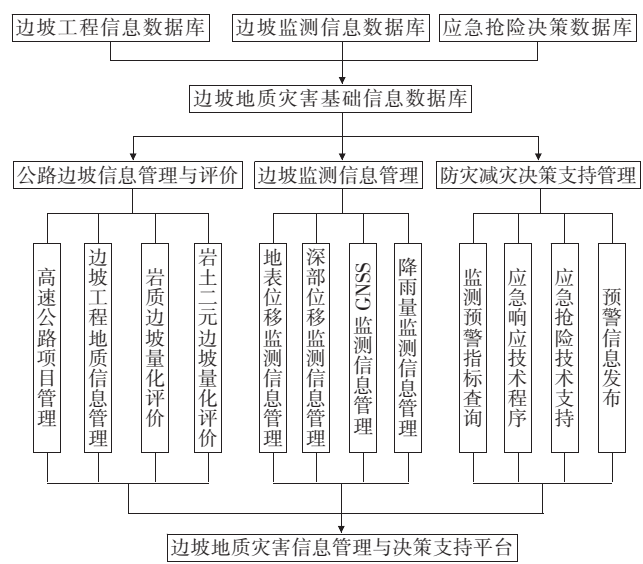 边坡工程信息数据库
边坡监测信息数据库
应急抢险决策数据库
边坡地质灾害基础信息数据库
公路边坡信息管理与评价
边坡监测信息管理
防灾减灾决策支持管理
高速公路项目管理
边坡工程地质信息管理
岩质边坡量化评价
岩土二元边坡量化评价
地表位移监测信息管理
深部位移监测信息管理
GNSS监测信息管理
降雨量监测信息管理
监测预警指标查询
应急响应技术程序
应急抢险技术支持
预警信息发布
边坡地质灾害信息管理与决策支持平台